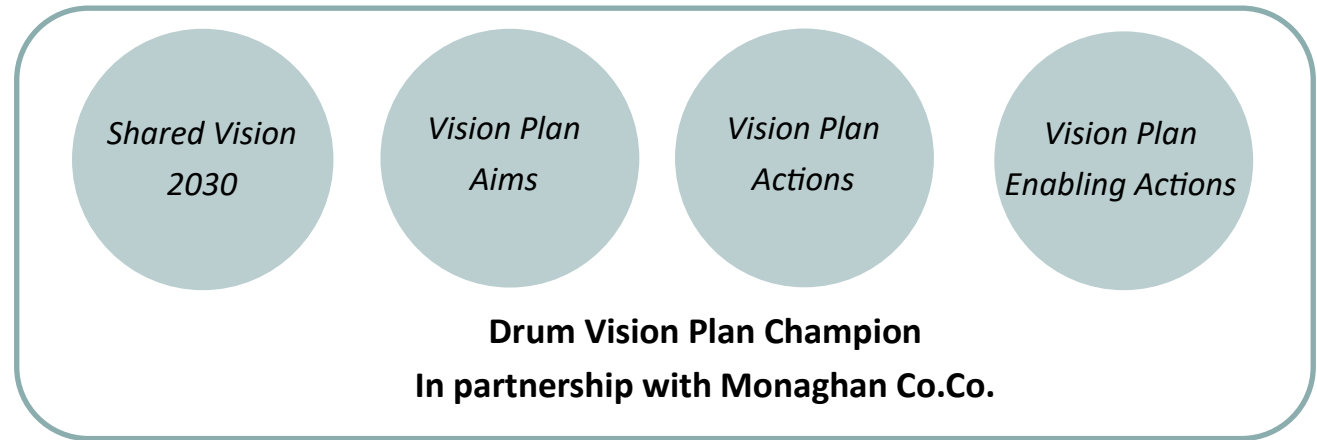 Shared Vision
2030
Vision Plan
Aims
Vision Plan
Actions
Vision Plan
Enabling Actions
Drum Vision Plan Champion
In partnership with Monaghan Co.Co.